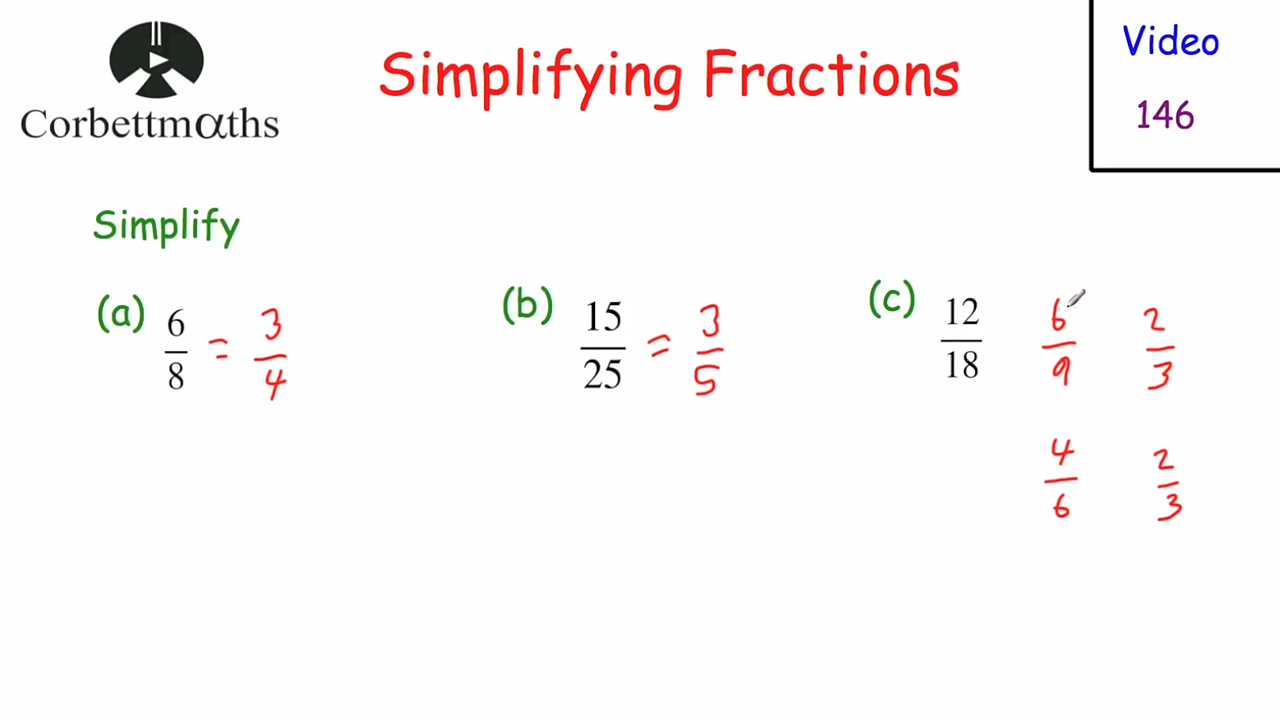 Corbettmαths
Simplifying Fractions
Video
146
Simplify
(a) 6/8 = 3/4
(b) 15/25 = 3/5
(c) 12/18 6/9 2/3
4/6 2/3